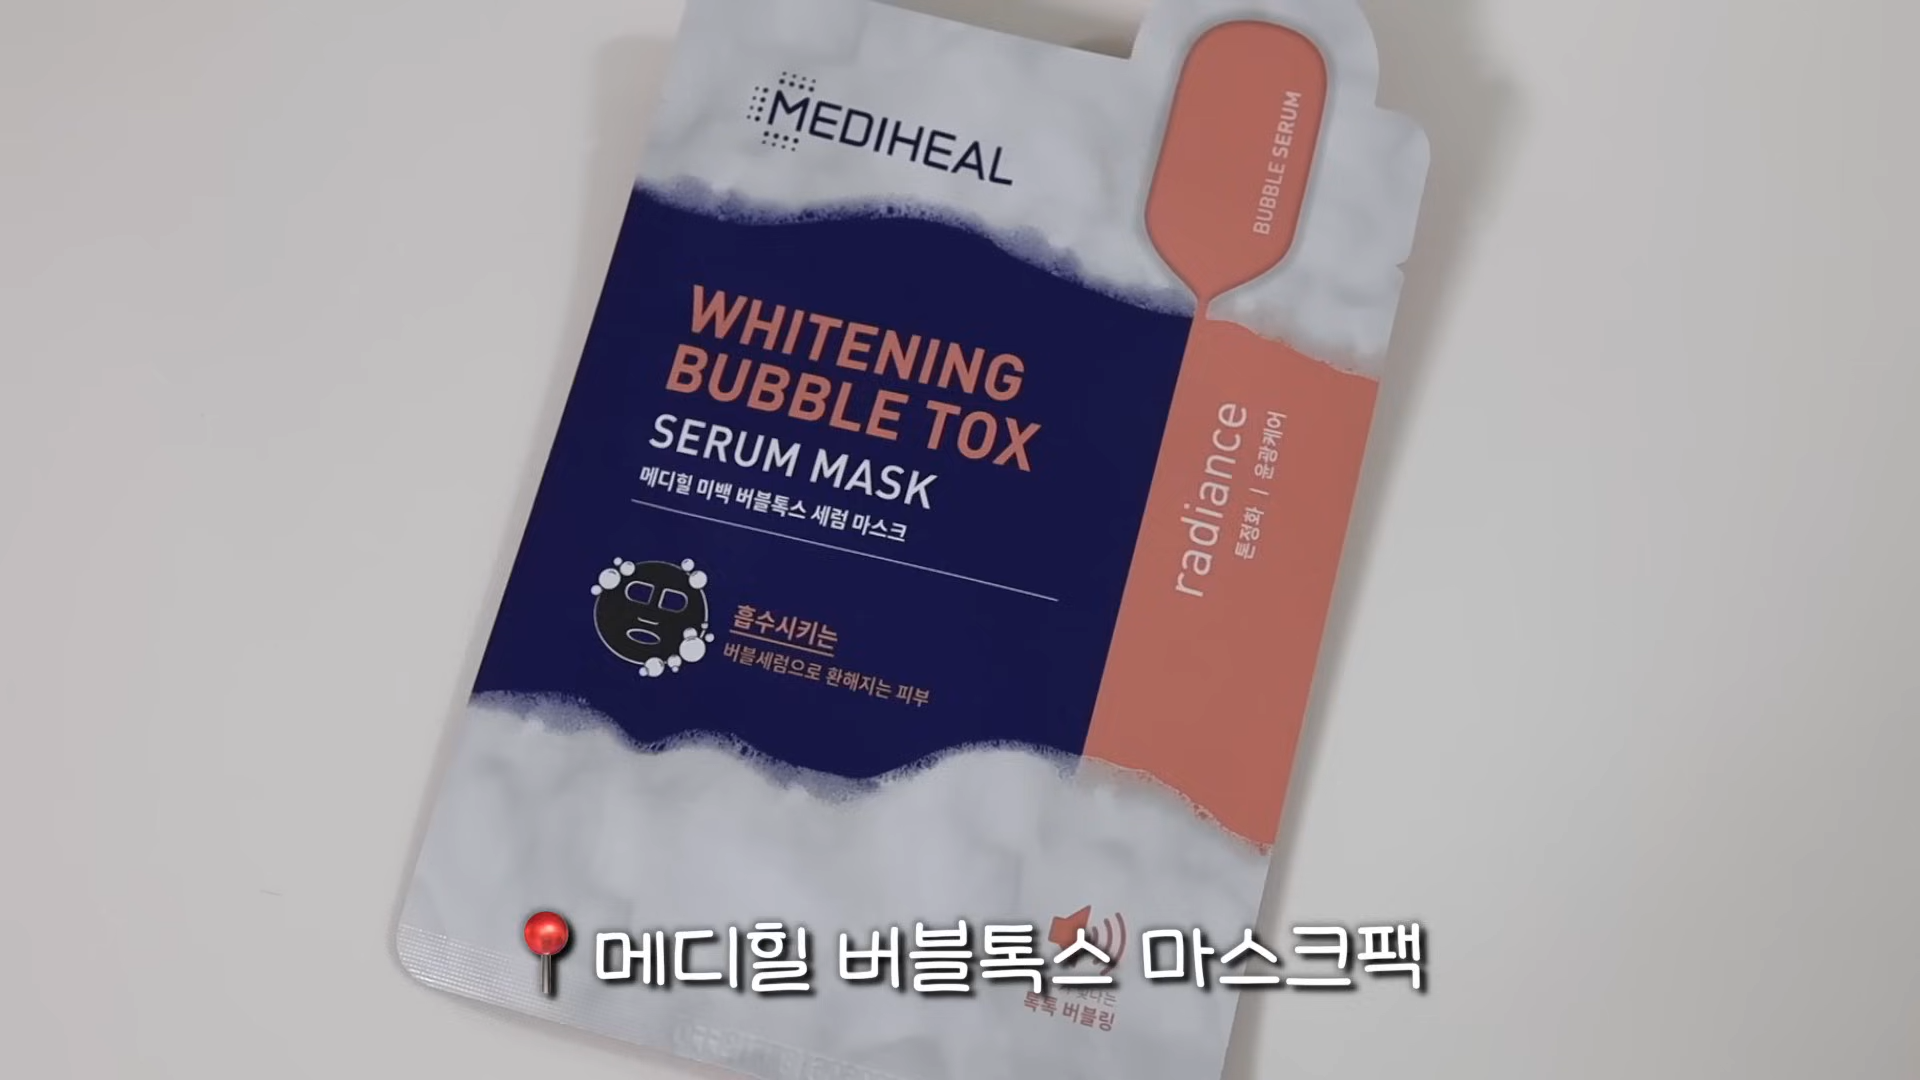 MEDIHEAL
BUBBLE SERUM
WHITENING
BUBBLE TOX
SERUM MASK
메디힐 미백 버블톡스 세럼 마스크
radiance
톤정화 | 윤광케어
흡수시키는
버블세럼으로 환해지는 피부
📍메디힐 버블톡스 마스크팩
톡톡 버블링